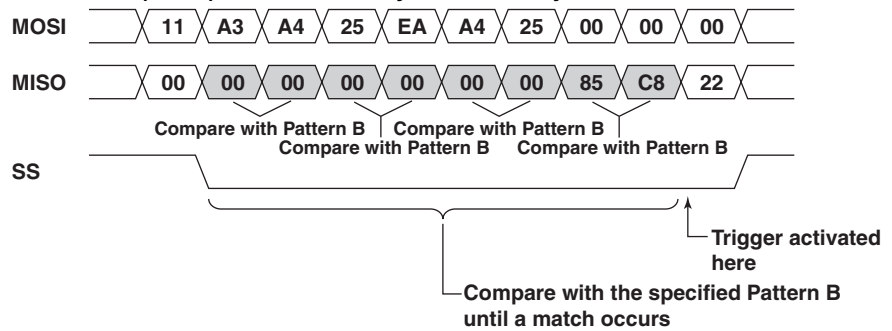 MOSI 11 A3 A4 25 EA A4 25 00 00 00
MISO 00 00 00 00 00 00 00 85 C8 22
Compare with Pattern B Compare with Pattern B
Compare with Pattern B Compare with Pattern B
SS
Trigger activated
here
Compare with the specified Pattern B
until a match occurs